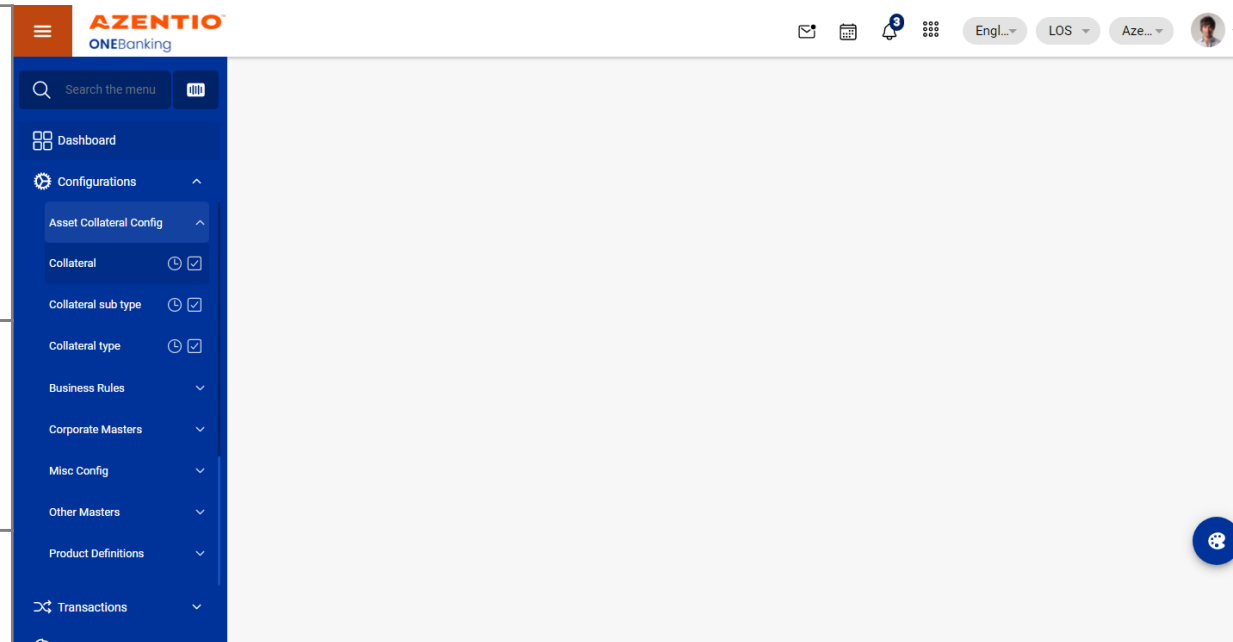 AZENTIO
ONEBanking
3
Engl...
LOS
Aze...
Search the menu
Dashboard
Configurations
Asset Collateral Config
Collateral
Collateral sub type
Collateral type
Business Rules
Corporate Masters
Misc Config
Other Masters
Product Definitions
Transactions